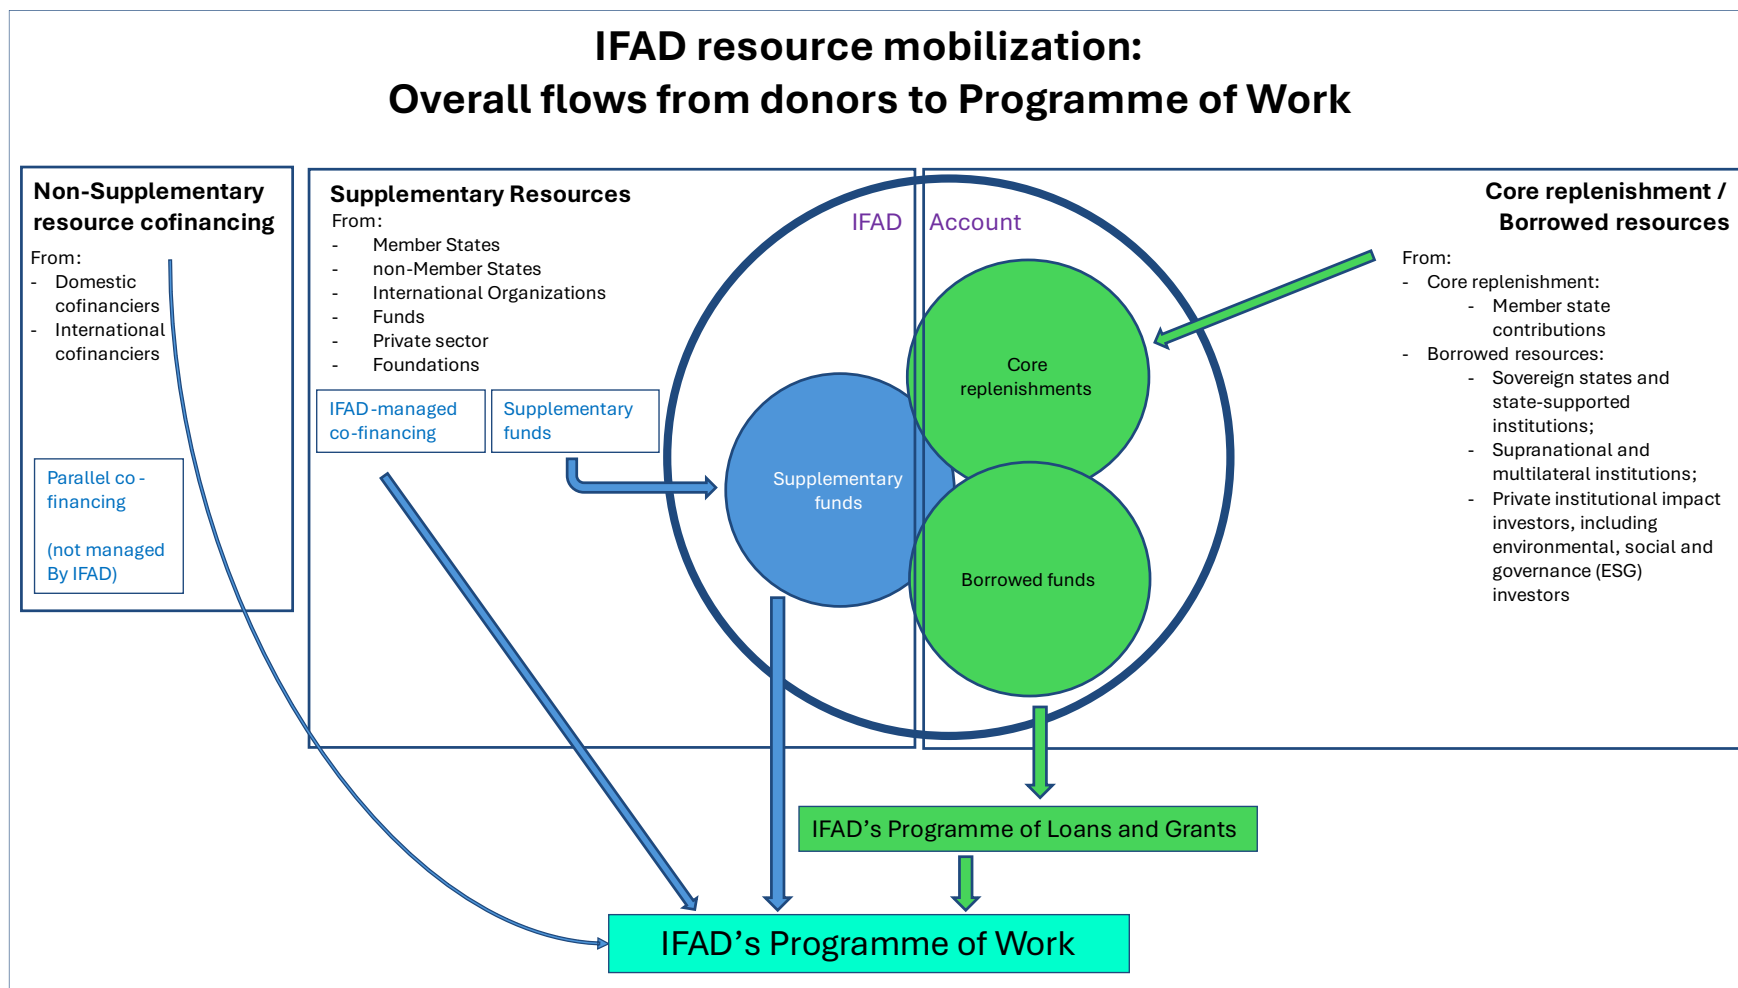 IFAD resource mobilization:
Overall flows from donors to Programme of Work
Non-Supplementary
resource cofinancing
From:
- Domestic
cofinanciers
- International
cofinanciers
Parallel co-
financing
(not managed
By IFAD)
Supplementary Resources
From:
- Member States
- non-Member States
- International Organizations
- Funds
- Private sector
- Foundations
IFAD-managed
co-financing
Supplementary
funds
IFAD Account
Supplementary
funds
Core
replenishments
Borrowed funds
Core replenishment /
Borrowed resources
From:
- Core replenishment:
- Member state
contributions
- Borrowed resources:
- Sovereign states and
state-supported
institutions;
- Supranational and
multilateral institutions;
- Private institutional impact
investors, including
environmental, social and
governance (ESG)
investors
IFAD's Programme of Loans and Grants
IFAD's Programme of Work